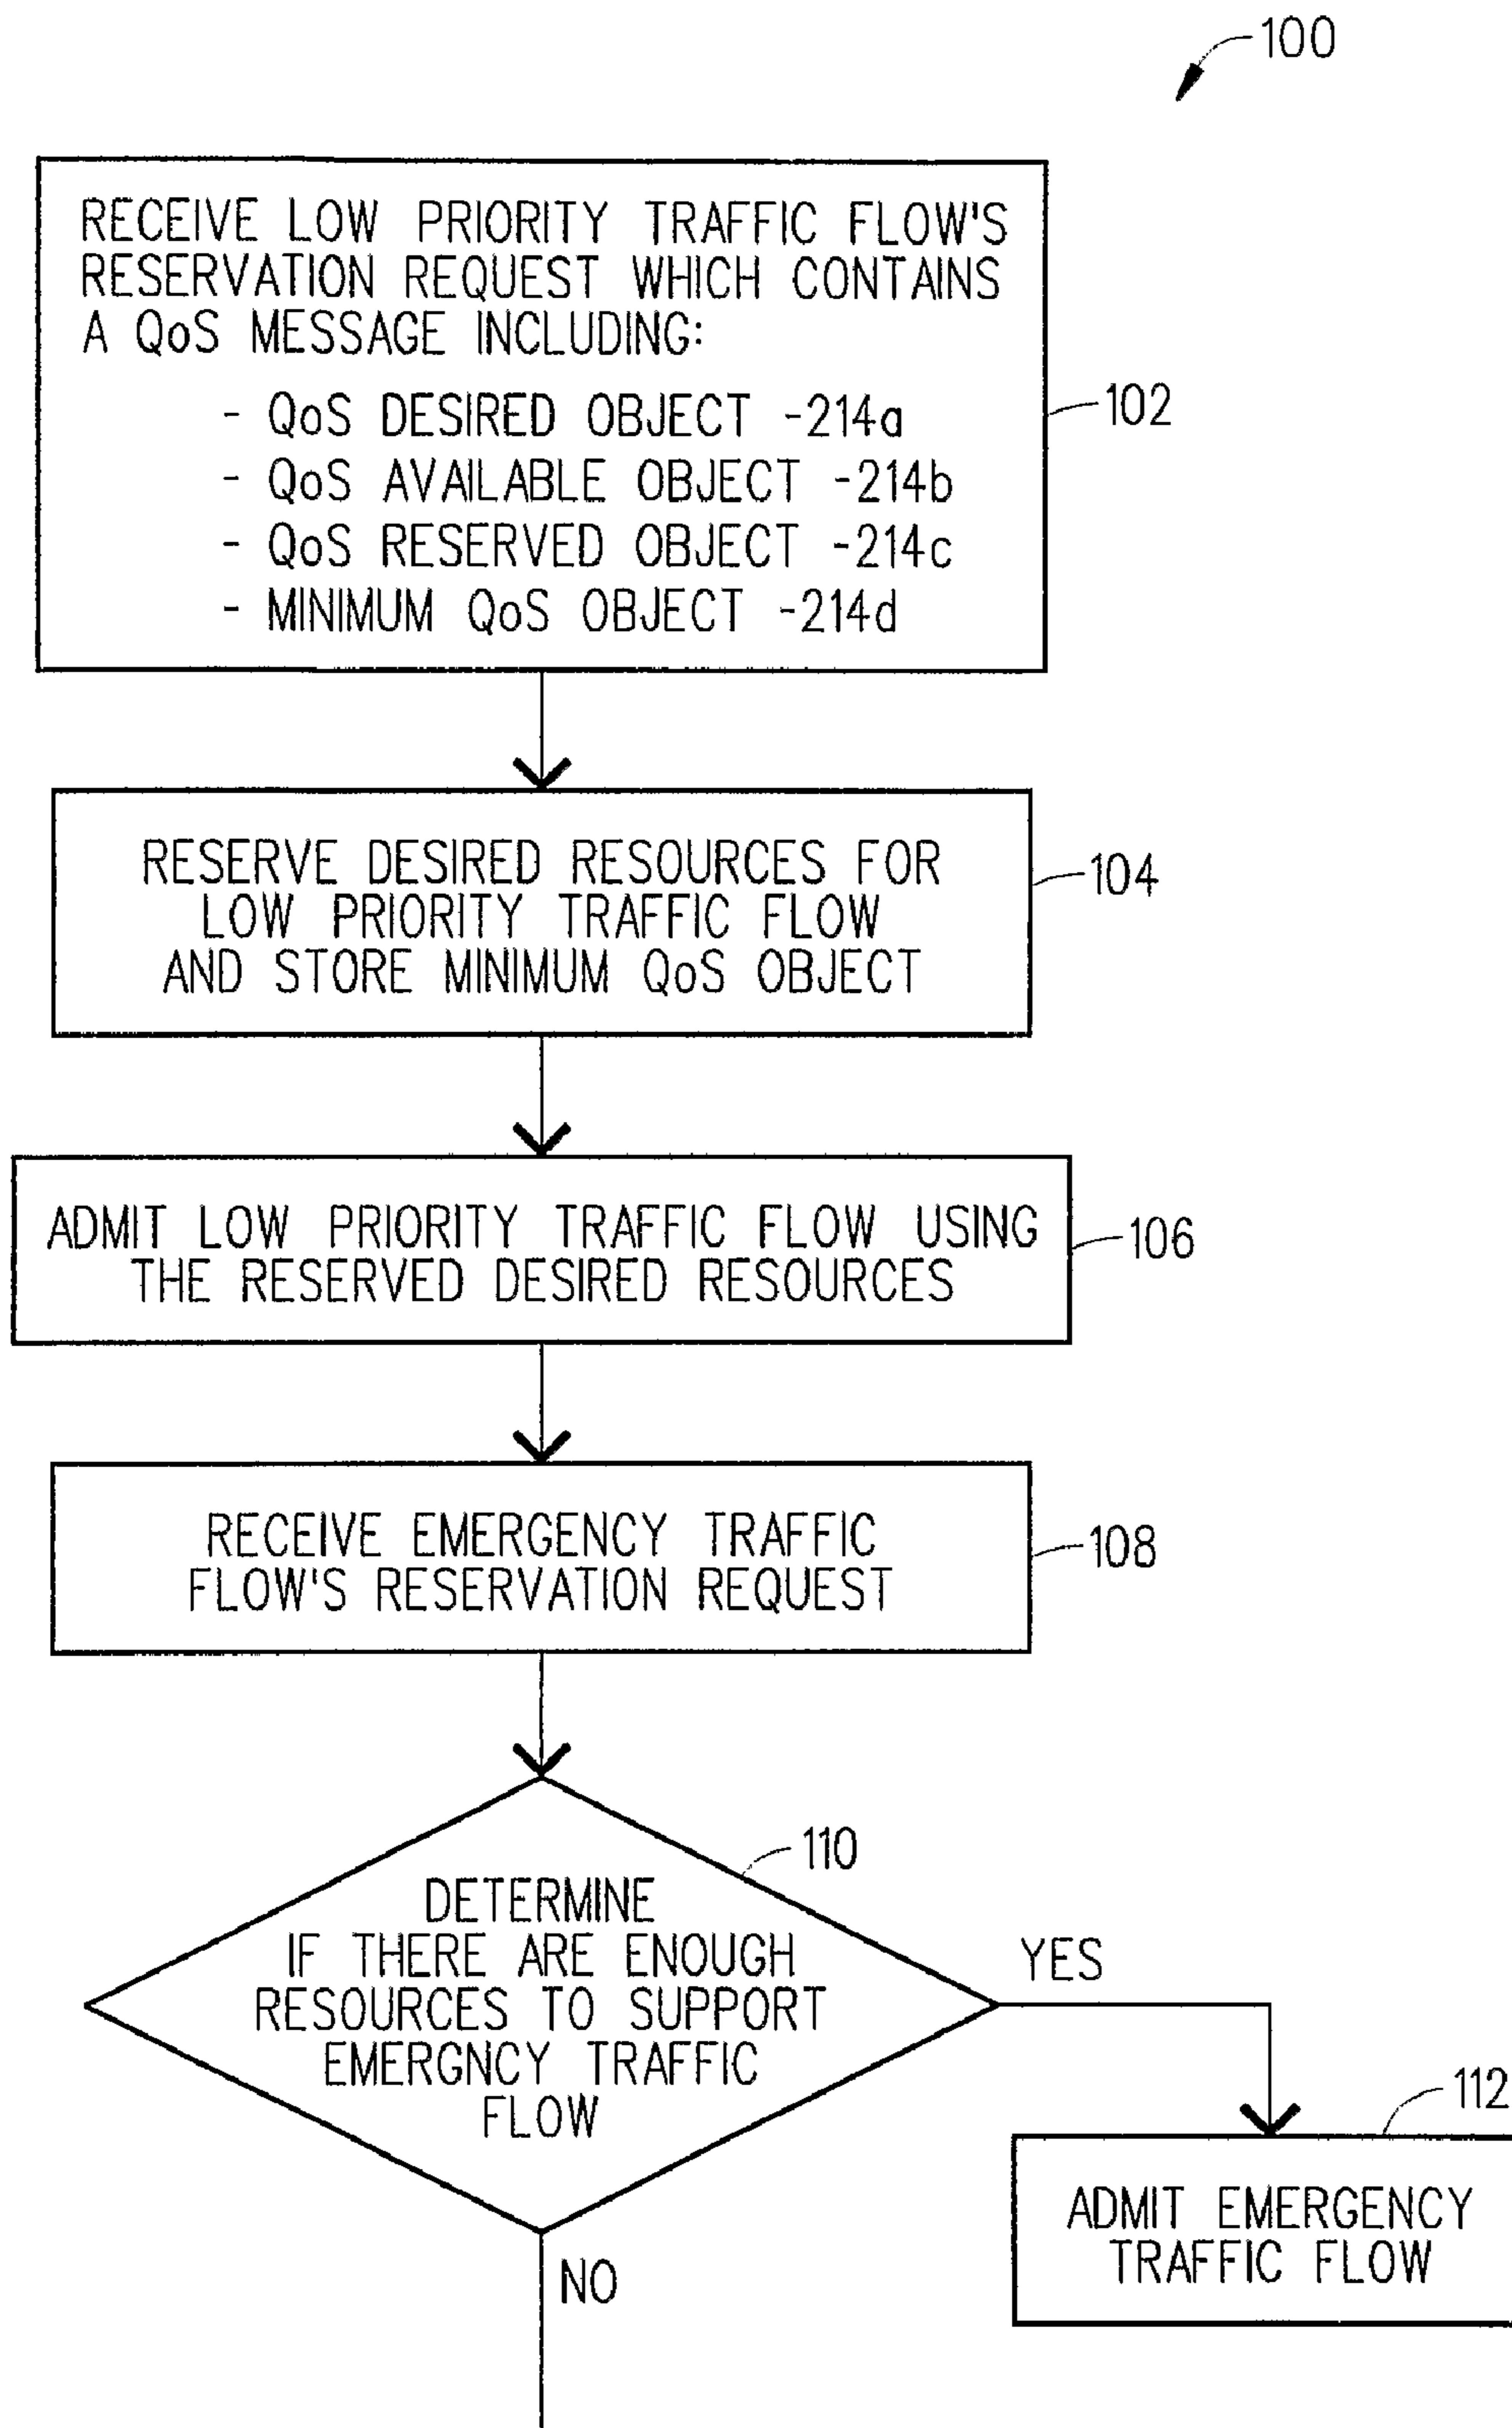 100
RECEIVE LOW PRIORITY TRAFFIC FLOW'S
RESERVATION REQUEST WHICH CONTAINS
A QoS MESSAGE INCLUDING:
- QoS DESIRED OBJECT -214a
- QoS AVAILABLE OBJECT -214b
- QoS RESERVED OBJECT -214c
- MINIMUM QoS OBJECT -214d
102
RESERVE DESIRED RESOURCES FOR
LOW PRIORITY TRAFFIC FLOW
AND STORE MINIMUM QoS OBJECT
104
ADMIT LOW PRIORITY TRAFFIC FLOW USING
THE RESERVED DESIRED RESOURCES
106
RECEIVE EMERGENCY TRAFFIC
FLOW'S RESERVATION REQUEST
108
110
DETERMINE
IF THERE ARE ENOUGH
RESOURCES TO SUPPORT
EMERGNCY TRAFFIC
FLOW
YES
112
ADMIT EMERGENCY
TRAFFIC FLOW
NO